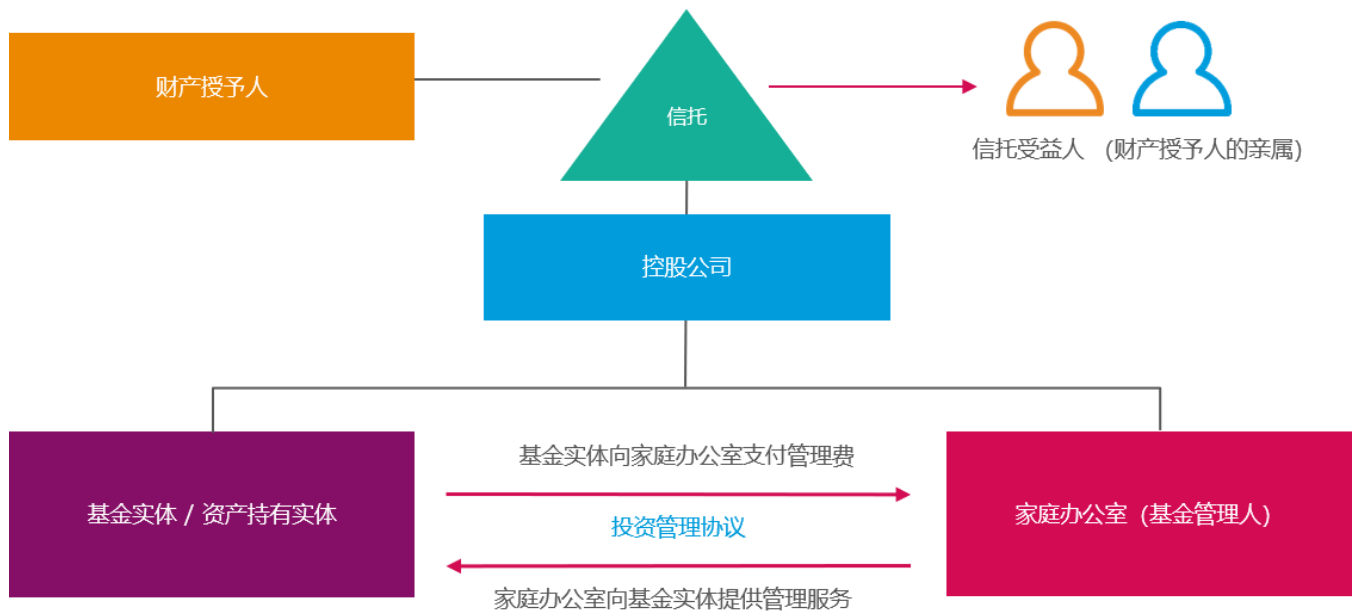 财产授予人
信托
信托受益人 (财产授予人的亲属)
控股公司
基金实体向家庭办公室支付管理费
基金实体 / 资产持有实体
投资管理协议
家庭办公室 (基金管理人)
家庭办公室向基金实体提供管理服务